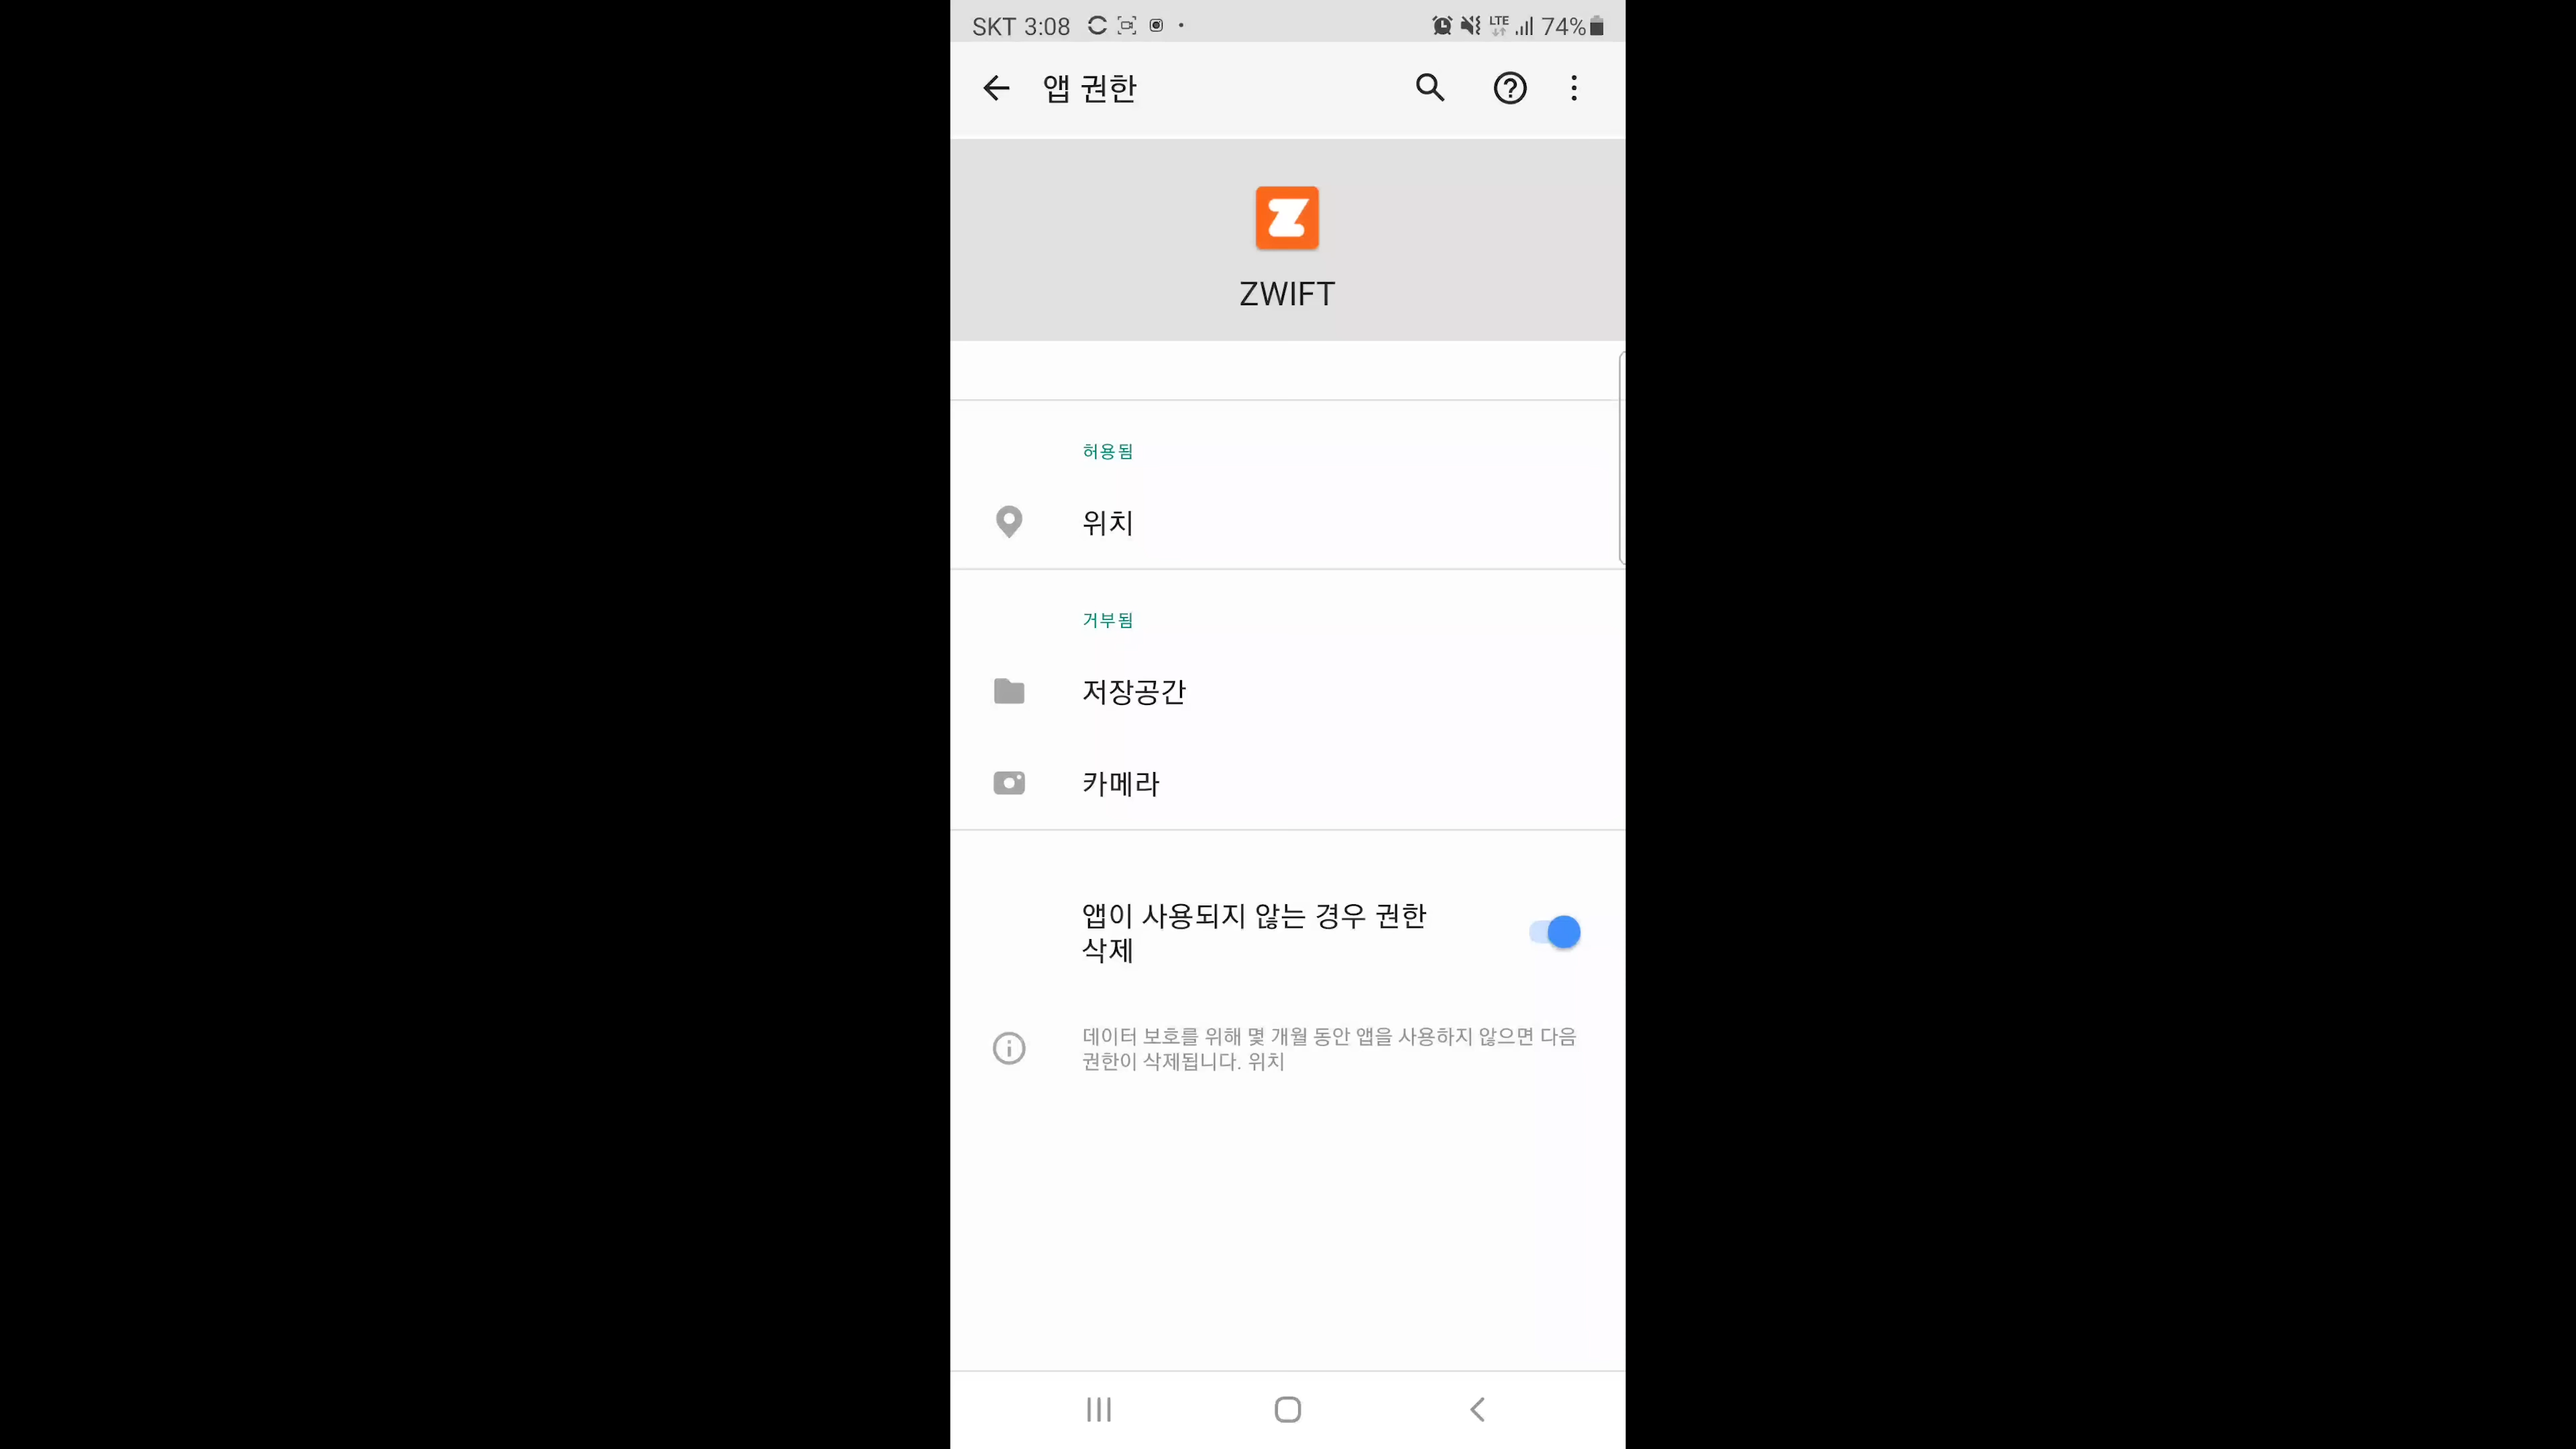 SKT 3:08 LTE 74%
앱 권한
ZWIFT
허용됨
위치
거부됨
저장공간
카메라
앱이 사용되지 않는 경우 권한
삭제
데이터 보호를 위해 몇 개월 동안 앱을 사용하지 않으면 다음
권한이 삭제됩니다. 위치